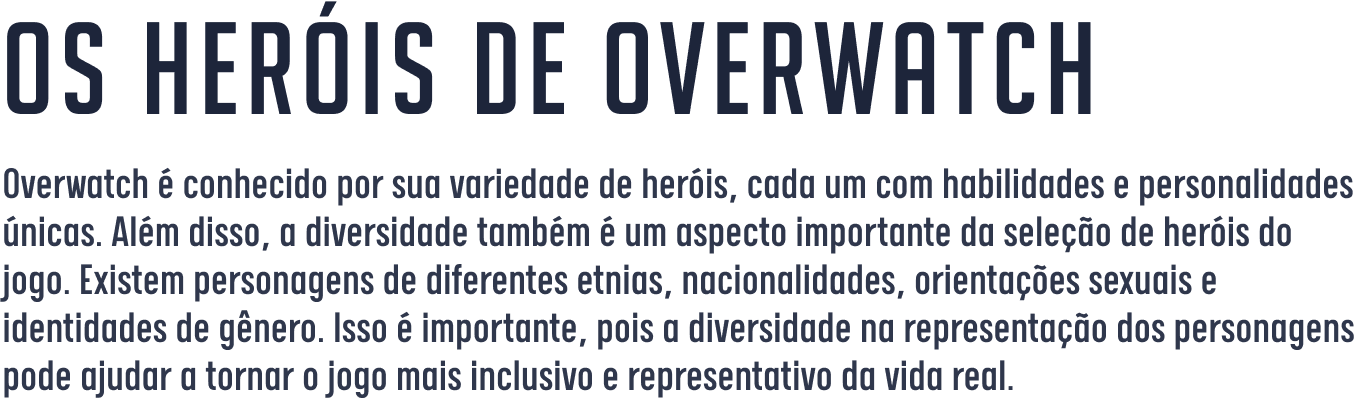 OS HERÓIS DE OVERWATCH
Overwatch é conhecido por sua variedade de heróis, cada um com habilidades e personalidades
únicas. Além disso, a diversidade também é um aspecto importante da seleção de heróis do
jogo. Existem personagens de diferentes etnias, nacionalidades, orientações sexuais e
identidades de gênero. Isso é importante, pois a diversidade na representação dos personagens
pode ajudar a tornar o jogo mais inclusivo e representativo da vida real.